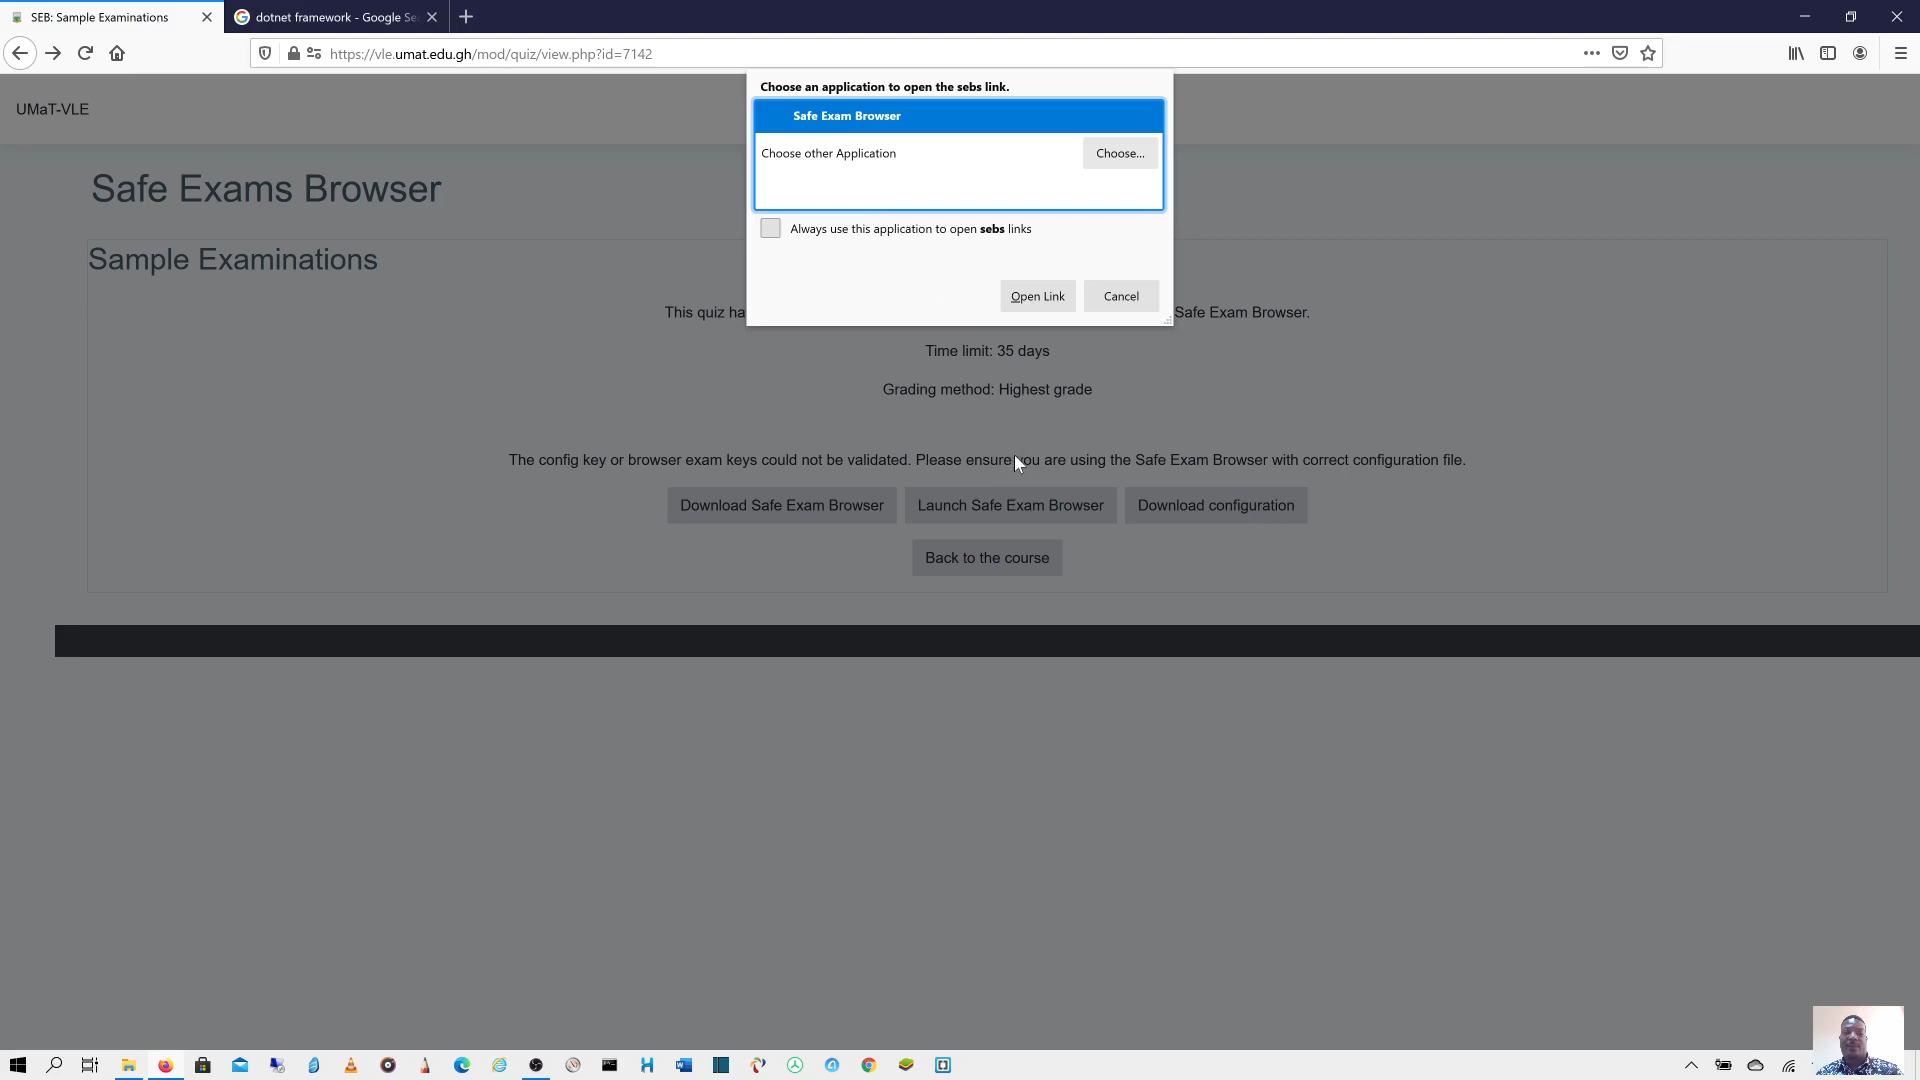 SEB: Sample Examinations
dotnet framework - Google Se
https://vle.umat.edu.gh/mod/quiz/view.php?id=7142
Choose an application to open the sebs link.
Safe Exam Browser
Choose other Application
Choose...
Always use this application to open sebs links
Open Link
Cancel
UMaT-VLE
Safe Exams Browser
Sample Examinations
This quiz ha
Safe Exam Browser.
Time limit: 35 days
Grading method: Highest grade
The config key or browser exam keys could not be validated. Please ensure you are using the Safe Exam Browser with correct configuration file.
Download Safe Exam Browser
Launch Safe Exam Browser
Download configuration
Back to the course